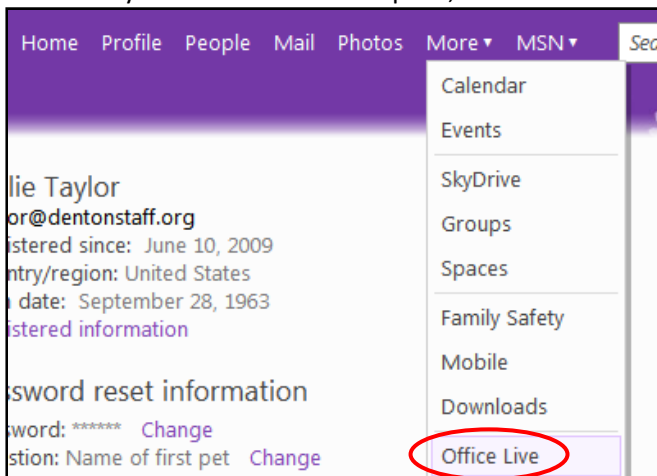 Home Profile People Mail Photos More ▾ MSN ▾ Sea
Calendar
Events
SkyDrive
Groups
Spaces
Family Safety
Mobile
Downloads
Office Live
lie Taylor
or@dentonstaff.org
istered since: June 10, 2009
ntry/region: United States
date: September 28, 1963
istered information
ssword reset information
sword: ****** Change
stion: Name of first pet Change